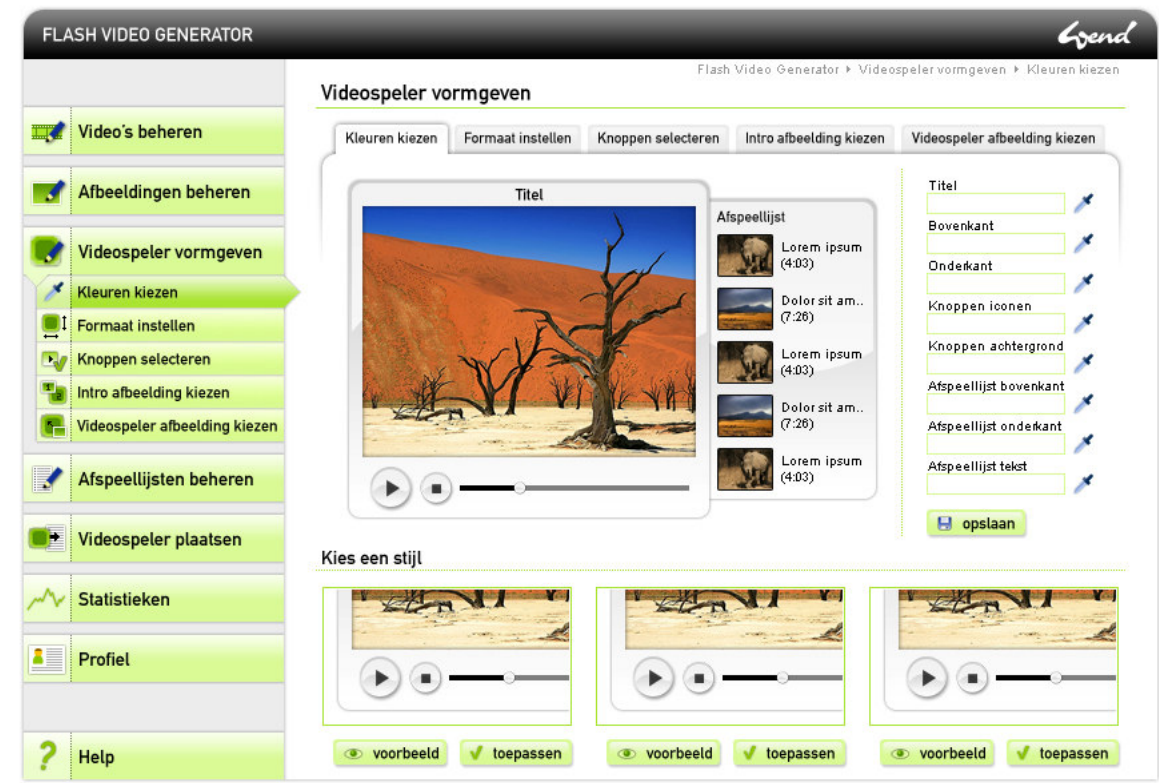 FLASH VIDEO GENERATOR
Flash Video Generator ▸ Videospeler vormgeven ▸ Kleuren kiezen
Videospeler vormgeven
Video's beheren
Afbeeldingen beheren
Videospeler vormgeven
Kleuren kiezen
Formaat instellen
Knoppen selecteren
Intro afbeelding kiezen
Videospeler afbeelding kiezen
Afspeellijsten beheren
Videospeler plaatsen
Statistieken
Profiel
Help
Kleuren kiezen
Formaat instellen
Knoppen selecteren
Intro afbeelding kiezen
Videospeler afbeelding kiezen
Titel
Afspeellijst
Lorem ipsum
(4:03)
Dolor sit am..
(7:26)
Lorem ipsum
(4:03)
Dolor sit am..
(7:26)
Lorem ipsum
(4:03)
Titel
Bovenkant
Onderkant
Knoppen iconen
Knoppen achtergrond
Afspeellijst bovenkant
Afspeellijst onderkant
Afspeellijst tekst
opslaan
Kies een stijl
voorbeeld toepassen
voorbeeld toepassen
voorbeeld toepassen